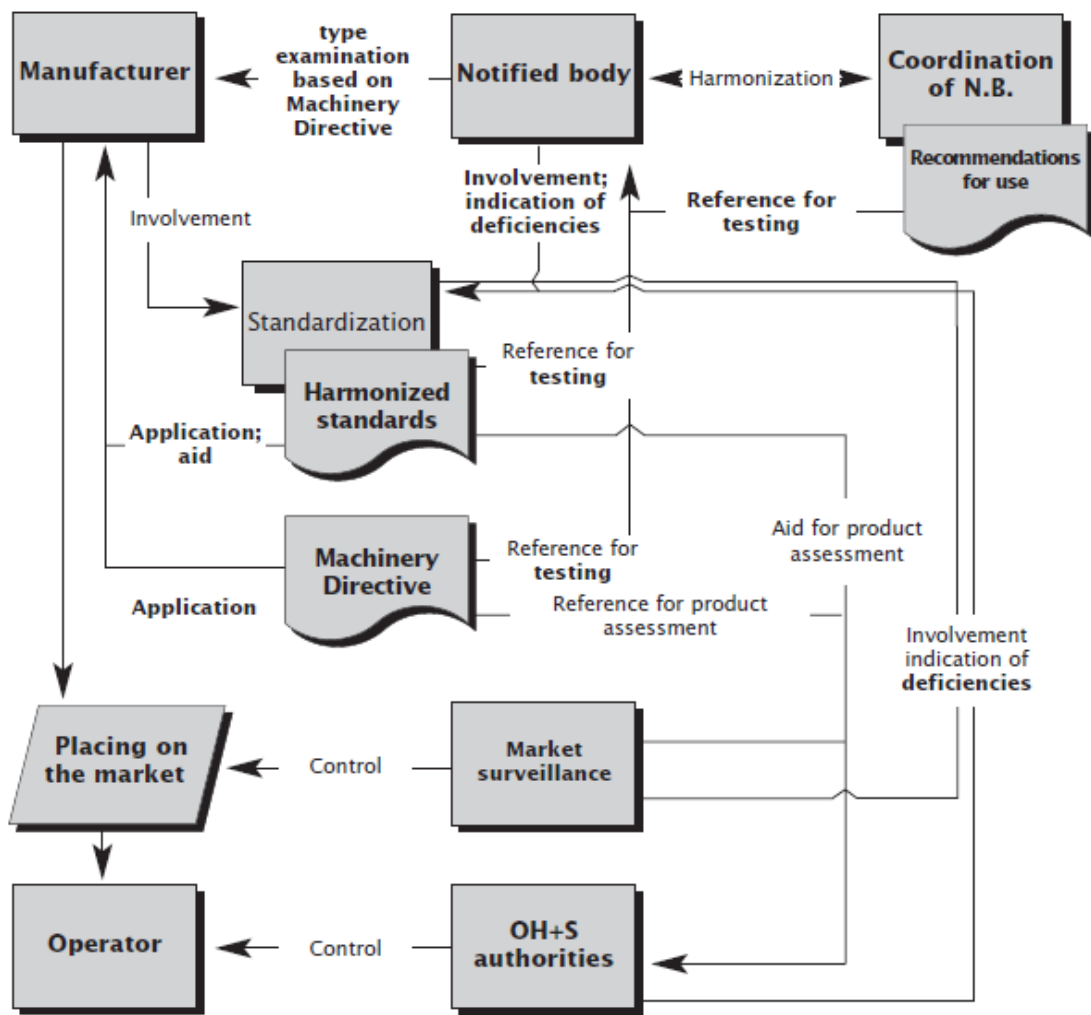 Manufacturer
type
examination
based on
Machinery
Directive
Notified body
Harmonization
Coordination
of N.B.
Recommendations
for use
Involvement
Involvement;
indication of
deficiencies
Reference for
testing
Standardization
Harmonized
standards
Reference for
testing
Application;
aid
Machinery
Directive
Reference for
testing
Aid for product
assessment
Application
Reference for product
assessment
Involvement
indication of
deficiencies
Placing on
the market
Control
Market
surveillance
Operator
Control
OH+S
authorities